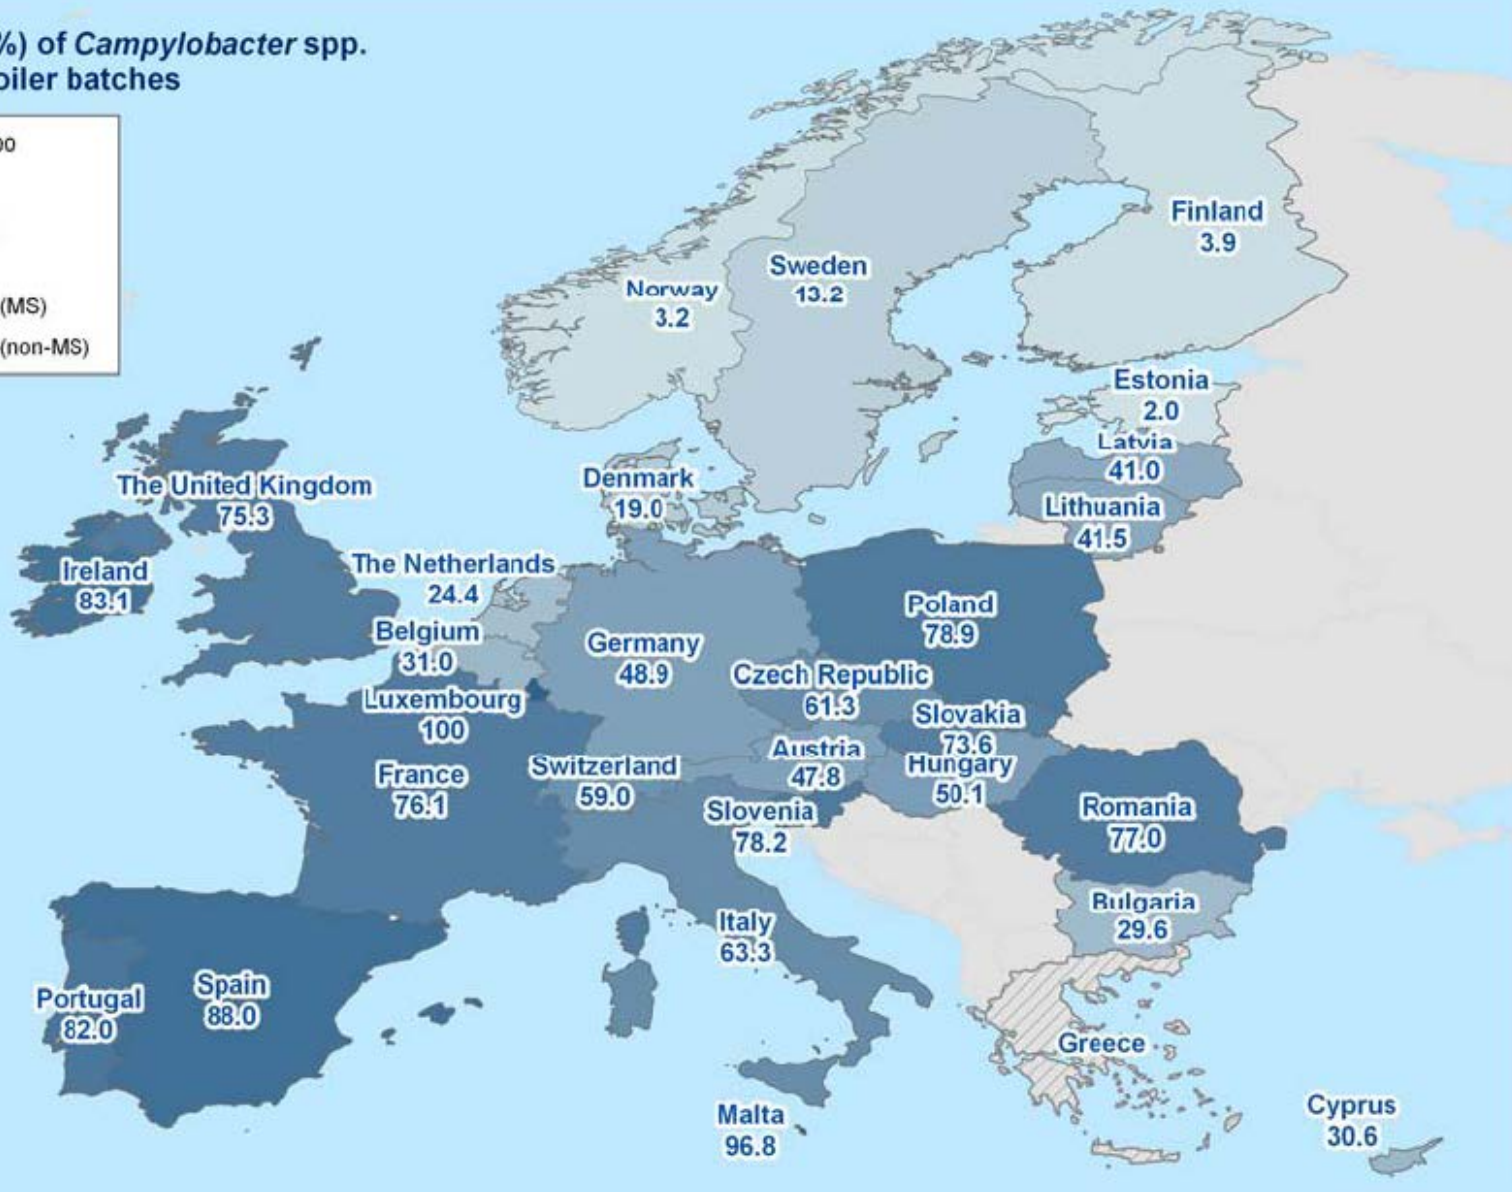 %) of Campylobacter spp.
oiler batches
00
(MS)
(non-MS)
Finland
3.9
Sweden
13.2
Norway
3.2
Estonia
2.0
Latvia
41.0
Lithuania
41.5
Denmark
19.0
The United Kingdom
75.3
Ireland
83.1
The Netherlands
24.4
Belgium
31.0
Luxembourg
100
Germany
48.9
Poland
78.9
Czech Republic
61.3
Slovakia
73.6
Austria
47.8
Hungary
50.1
Switzerland
59.0
France
76.1
Slovenia
78.2
Romania
77.0
Bulgaria
29.6
Italy
63.3
Portugal
82.0
Spain
88.0
Greece
Malta
96.8
Cyprus
30.6